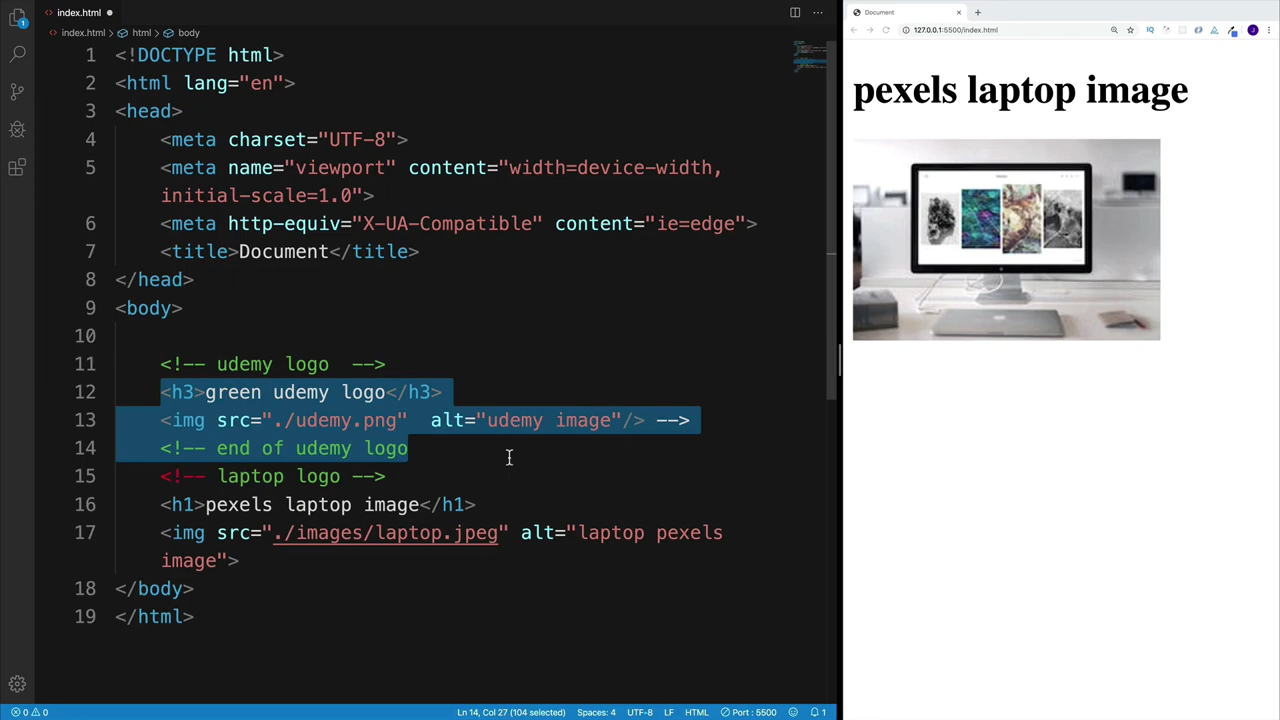 index.html
index.html > html > body
1 <!DOCTYPE html>
2 <html lang="en">
3 <head>
4 <meta charset="UTF-8">
5 <meta name="viewport" content="width=device-width,
initial-scale=1.0">
6 <meta http-equiv="X-UA-Compatible" content="ie=edge">
7 <title>Document</title>
8 </head>
9 <body>
10
11 <!-- udemy logo  -->
12 <h3>green udemy logo</h3>
13 <img src="./udemy.png"  alt="udemy image"/> -->
14 <!-- end of udemy logo
15 <!-- laptop logo -->
16 <h1>pexels laptop image</h1>
17 <img src="./images/laptop.jpeg" alt="laptop pexels
image">
18 </body>
19 </html>
0 0 Ln 14, Col 27 (104 selected) Spaces: 4 UTF-8 LF HTML Port : 5500 1
Document
127.0.0.1:5500/index.html
pexels laptop image